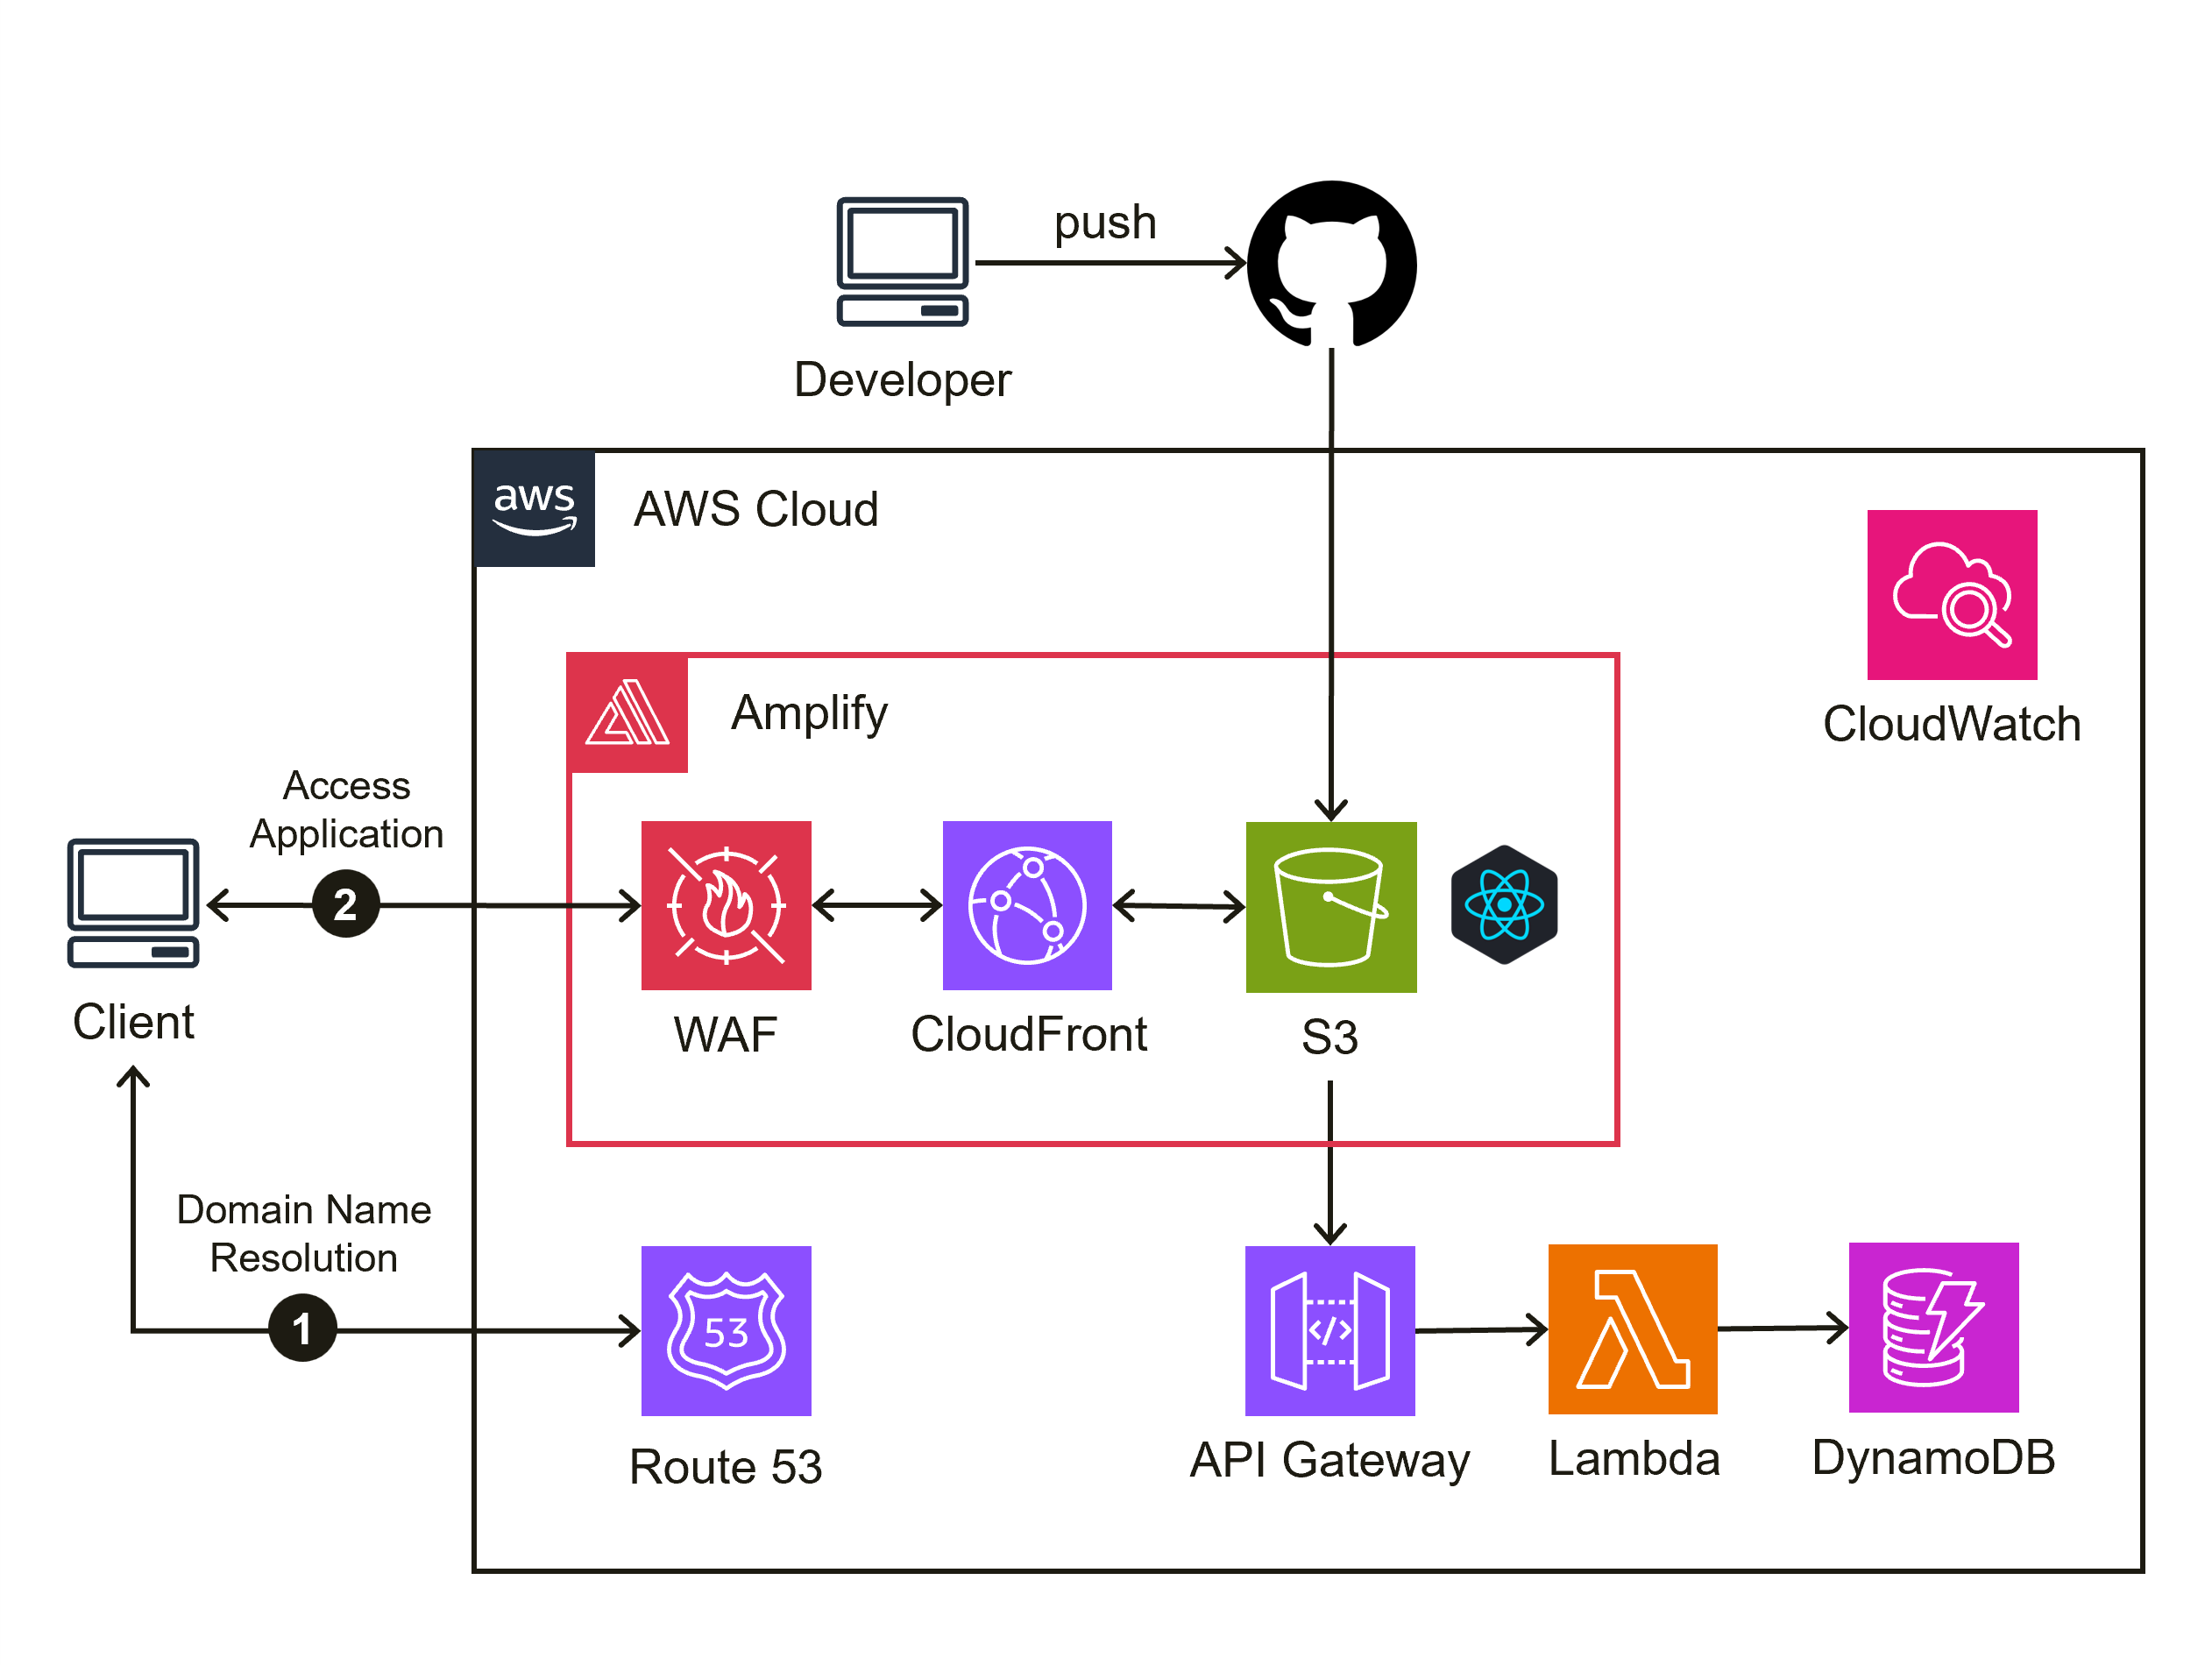 push
Developer
aws
AWS Cloud
CloudWatch
Amplify
Access
Application
2
Client
WAF
CloudFront
S3
Domain Name
Resolution
1
53
Route 53
API Gateway
Lambda
DynamoDB